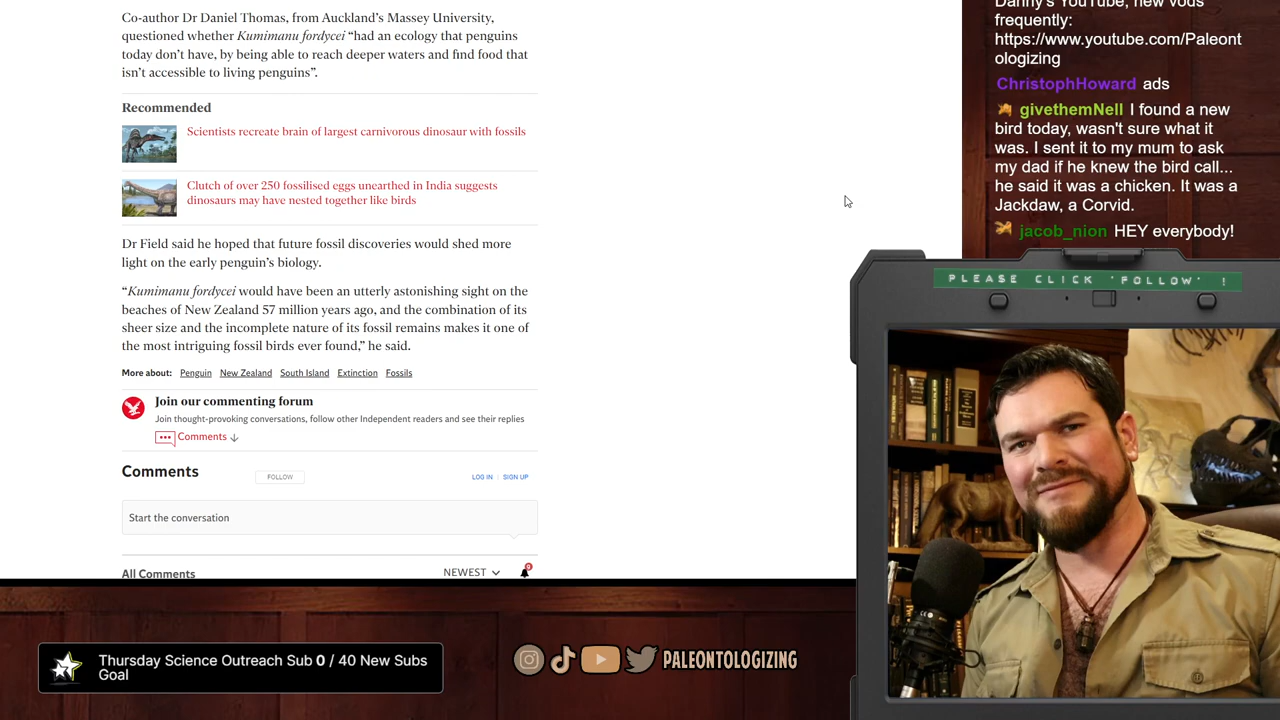 Co-author Dr Daniel Thomas, from Auckland’s Massey University,
questioned whether Kumimanu fordycei “had an ecology that penguins
today don’t have, by being able to reach deeper waters and find food that
isn’t accessible to living penguins”.
Recommended
Scientists recreate brain of largest carnivorous dinosaur with fossils
Clutch of over 250 fossilised eggs unearthed in India suggests
dinosaurs may have nested together like birds
Dr Field said he hoped that future fossil discoveries would shed more
light on the early penguin’s biology.
“Kumimanu fordycei would have been an utterly astonishing sight on the
beaches of New Zealand 57 million years ago, and the combination of its
sheer size and the incomplete nature of its fossil remains makes it one of
the most intriguing fossil birds ever found,” he said.
More about: Penguin New Zealand South Island Extinction Fossils
Join our commenting forum
Join thought-provoking conversations, follow other Independent readers and see their replies
Comments
Comments
FOLLOW
LOG IN | SIGN UP
Start the conversation
All Comments
NEWEST
Danny's YouTube, new vods
frequently:
https://www.youtube.com/Paleont
ologizing
ChristophHoward ads
givethemNell I found a new
bird today, wasn't sure what it
was. I sent it to my mum to ask
my dad if he knew the bird call...
he said it was a chicken. It was a
Jackdaw, a Corvid.
jacob_nion HEY everybody!
PLEASE CLICK 'FOLLOW' !
Thursday Science Outreach Sub 0 / 40 New Subs
Goal
PALEONTOLOGIZING